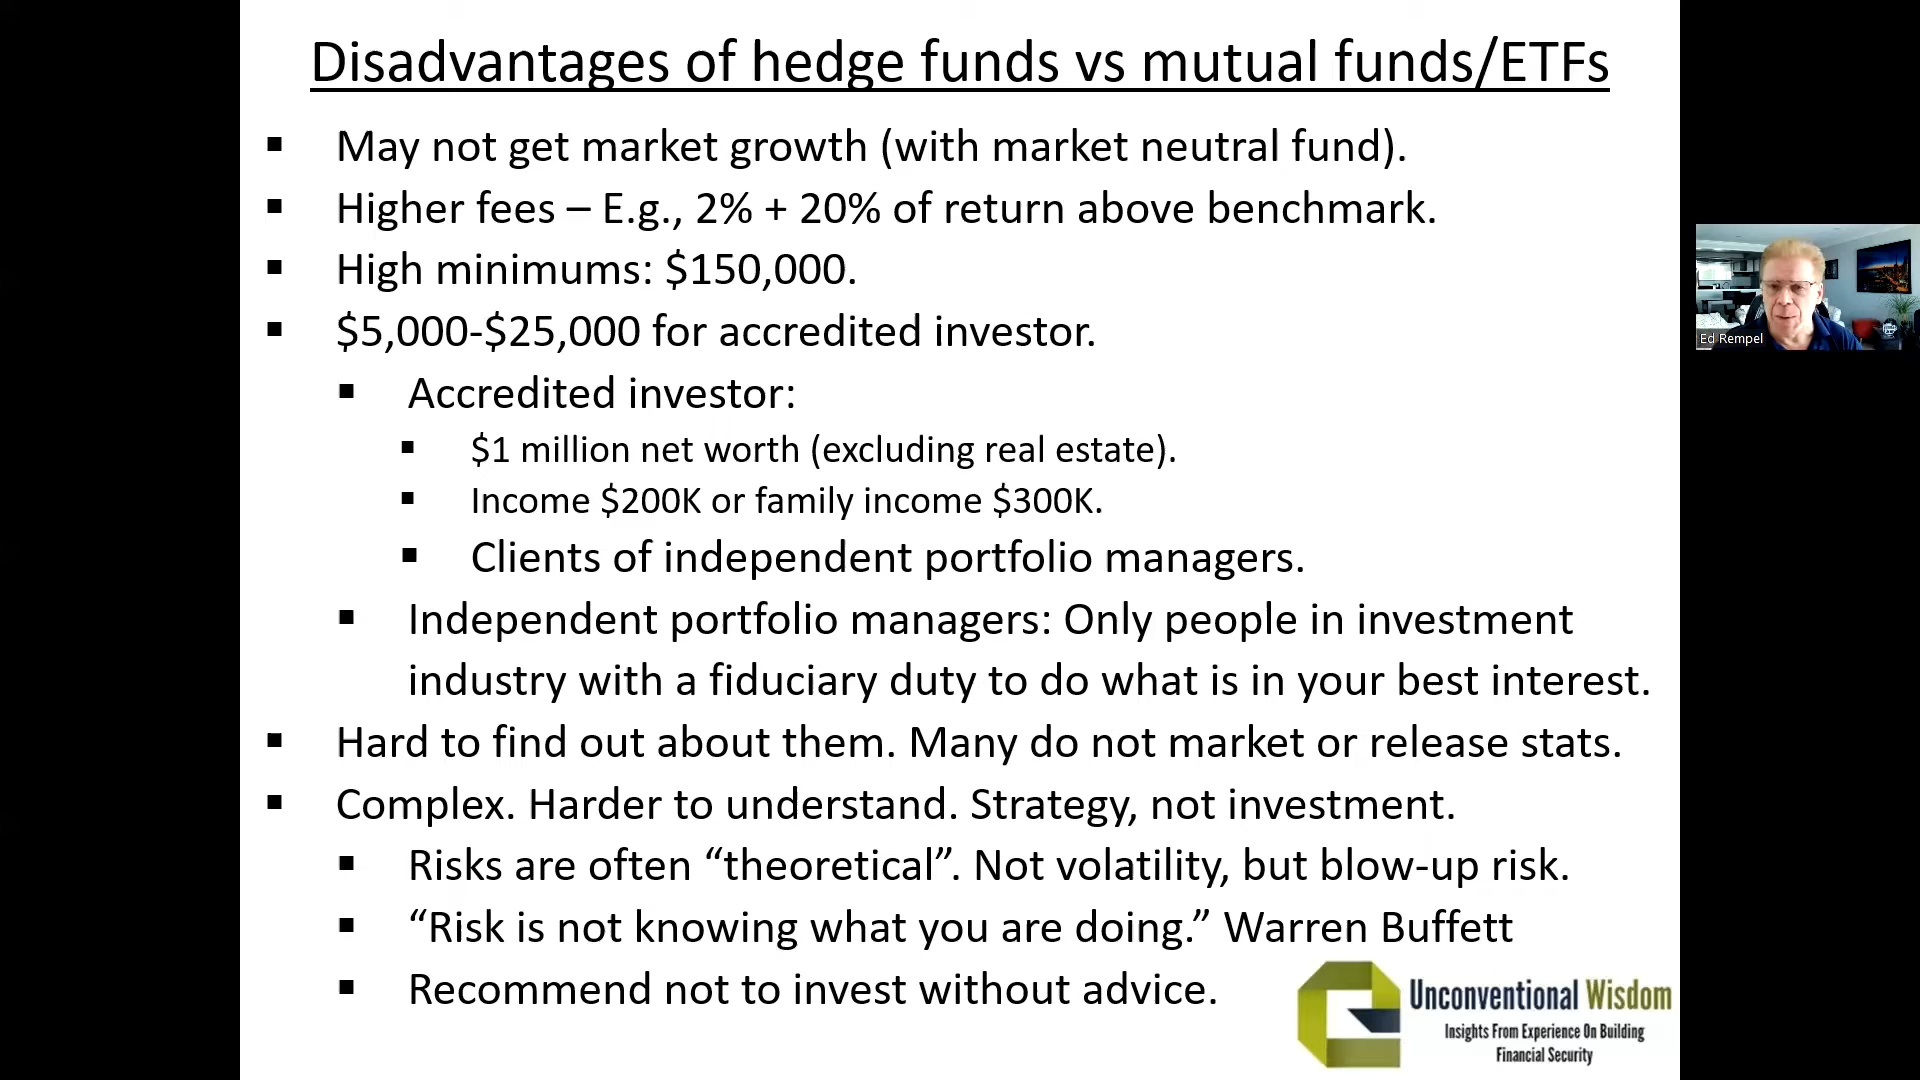 Disadvantages of hedge funds vs mutual funds/ETFs
▪ May not get market growth (with market neutral fund).
▪ Higher fees – E.g., 2% + 20% of return above benchmark.
▪ High minimums: $150,000.
▪ $5,000-$25,000 for accredited investor.
▪ Accredited investor:
▪ $1 million net worth (excluding real estate).
▪ Income $200K or family income $300K.
▪ Clients of independent portfolio managers.
▪ Independent portfolio managers: Only people in investment
industry with a fiduciary duty to do what is in your best interest.
▪ Hard to find out about them. Many do not market or release stats.
▪ Complex. Harder to understand. Strategy, not investment.
▪ Risks are often “theoretical”. Not volatility, but blow-up risk.
▪ “Risk is not knowing what you are doing.” Warren Buffett
▪ Recommend not to invest without advice.
Unconventional Wisdom
Insights From Experience On Building
Financial Security
Ed Rempel